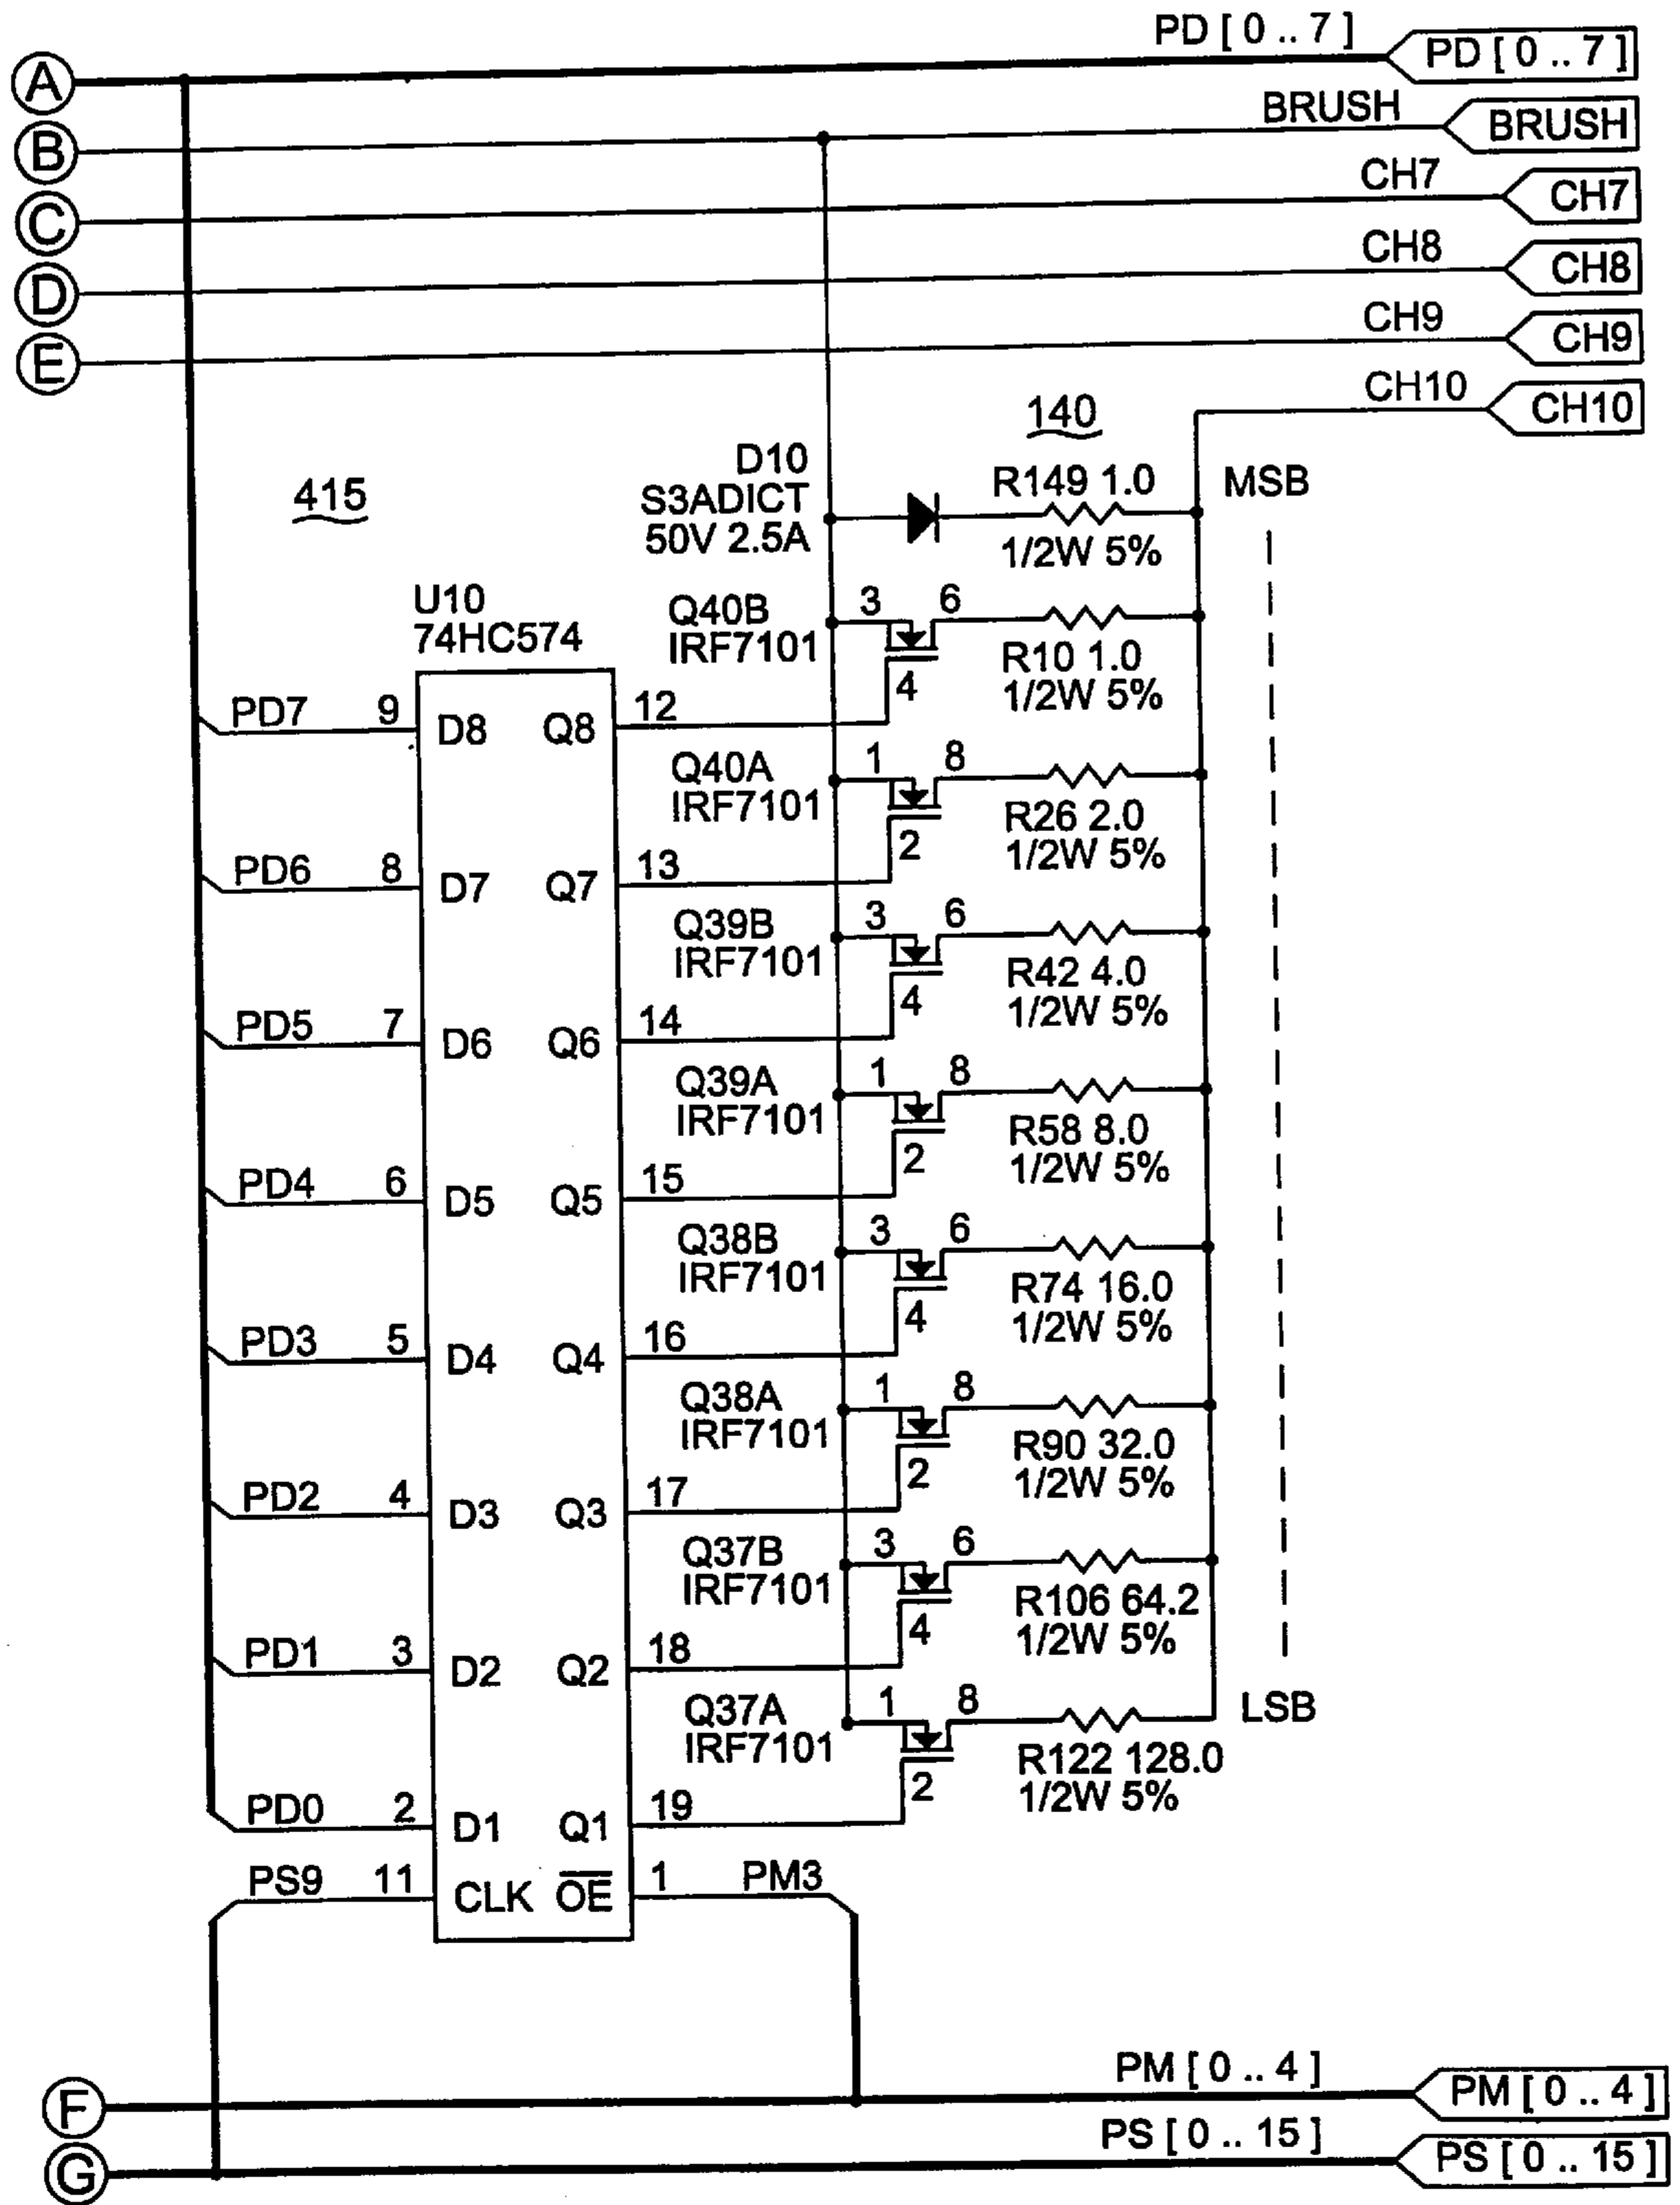 PD [ 0 .. 7 ]
A
PD [ 0 .. 7 ]
BRUSH
B
BRUSH
CH7
C
CH7
CH8
D
CH8
CH9
E
CH9
CH10
CH10
140
415
D10
S3ADICT
50V 2.5A
R149 1.0
1/2W 5%
MSB
U10
74HC574
Q40B
IRF7101
3 6
4
R10 1.0
1/2W 5%
PD7 9 D8 Q8 12
Q40A
IRF7101
1 8
2
R26 2.0
1/2W 5%
PD6 8 D7 Q7 13
Q39B
IRF7101
3 6
4
R42 4.0
1/2W 5%
PD5 7 D6 Q6 14
Q39A
IRF7101
1 8
2
R58 8.0
1/2W 5%
PD4 6 D5 Q5 15
Q38B
IRF7101
3 6
4
R74 16.0
1/2W 5%
PD3 5 D4 Q4 16
Q38A
IRF7101
1 8
2
R90 32.0
1/2W 5%
PD2 4 D3 Q3 17
Q37B
IRF7101
3 6
4
R106 64.2
1/2W 5%
PD1 3 D2 Q2 18
Q37A
IRF7101
1 8
2
LSB
R122 128.0
1/2W 5%
PD0 2 D1 Q1 19
PS9 11 CLK OE 1 PM3
PM [ 0 .. 4 ]
F
PM [ 0 .. 4 ]
PS [ 0 .. 15 ]
G
PS [ 0 .. 15 ]